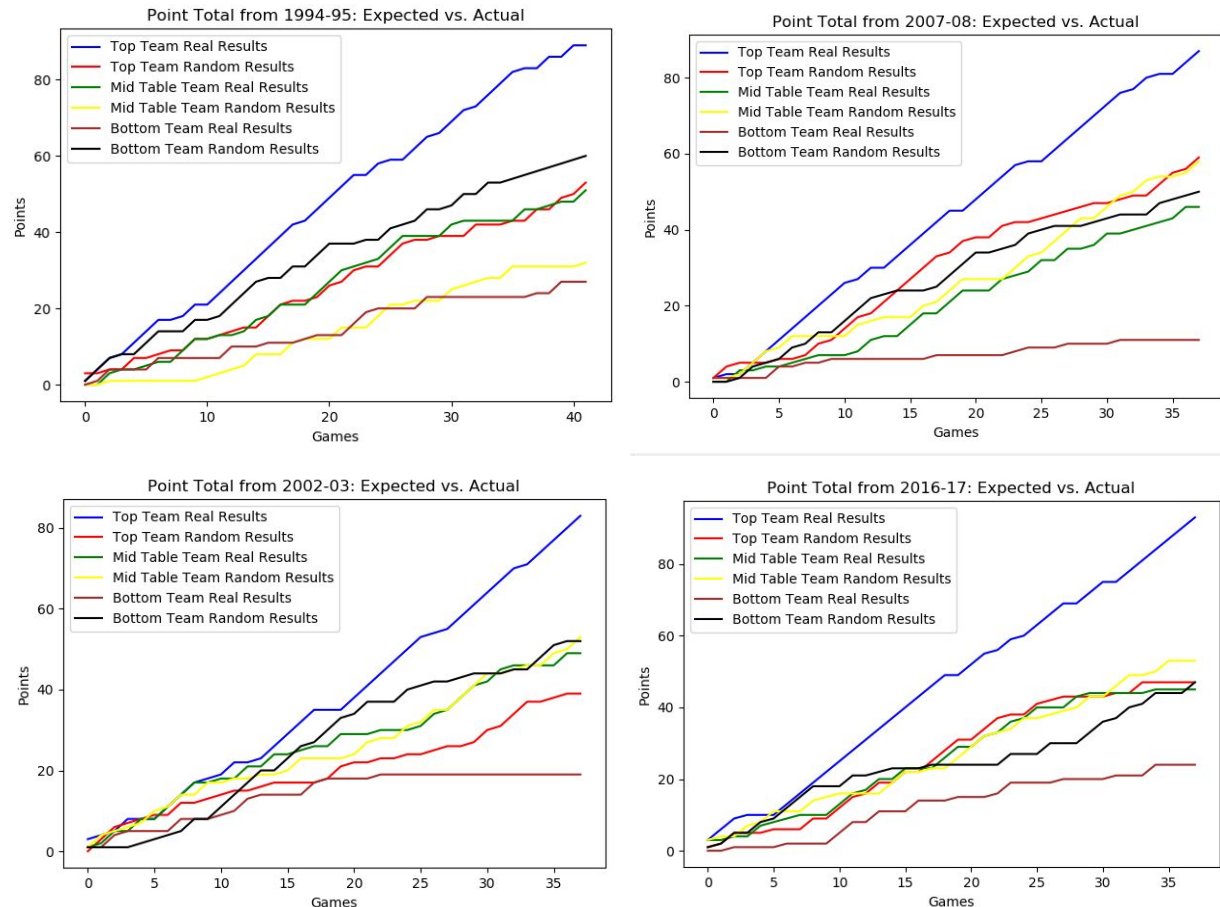 Point Total from 1994-95: Expected vs. Actual
Top Team Real Results
Top Team Random Results
Mid Table Team Real Results
Mid Table Team Random Results
Bottom Team Real Results
Bottom Team Random Results
Points
80
60
40
20
0
0 10 20 30 40
Games
Point Total from 2007-08: Expected vs. Actual
Top Team Real Results
Top Team Random Results
Mid Table Team Real Results
Mid Table Team Random Results
Bottom Team Real Results
Bottom Team Random Results
Points
80
60
40
20
0
0 5 10 15 20 25 30 35
Games
Point Total from 2002-03: Expected vs. Actual
Top Team Real Results
Top Team Random Results
Mid Table Team Real Results
Mid Table Team Random Results
Bottom Team Real Results
Bottom Team Random Results
Points
80
60
40
20
0
0 5 10 15 20 25 30 35
Games
Point Total from 2016-17: Expected vs. Actual
Top Team Real Results
Top Team Random Results
Mid Table Team Real Results
Mid Table Team Random Results
Bottom Team Real Results
Bottom Team Random Results
Points
80
60
40
20
0
0 5 10 15 20 25 30 35
Games